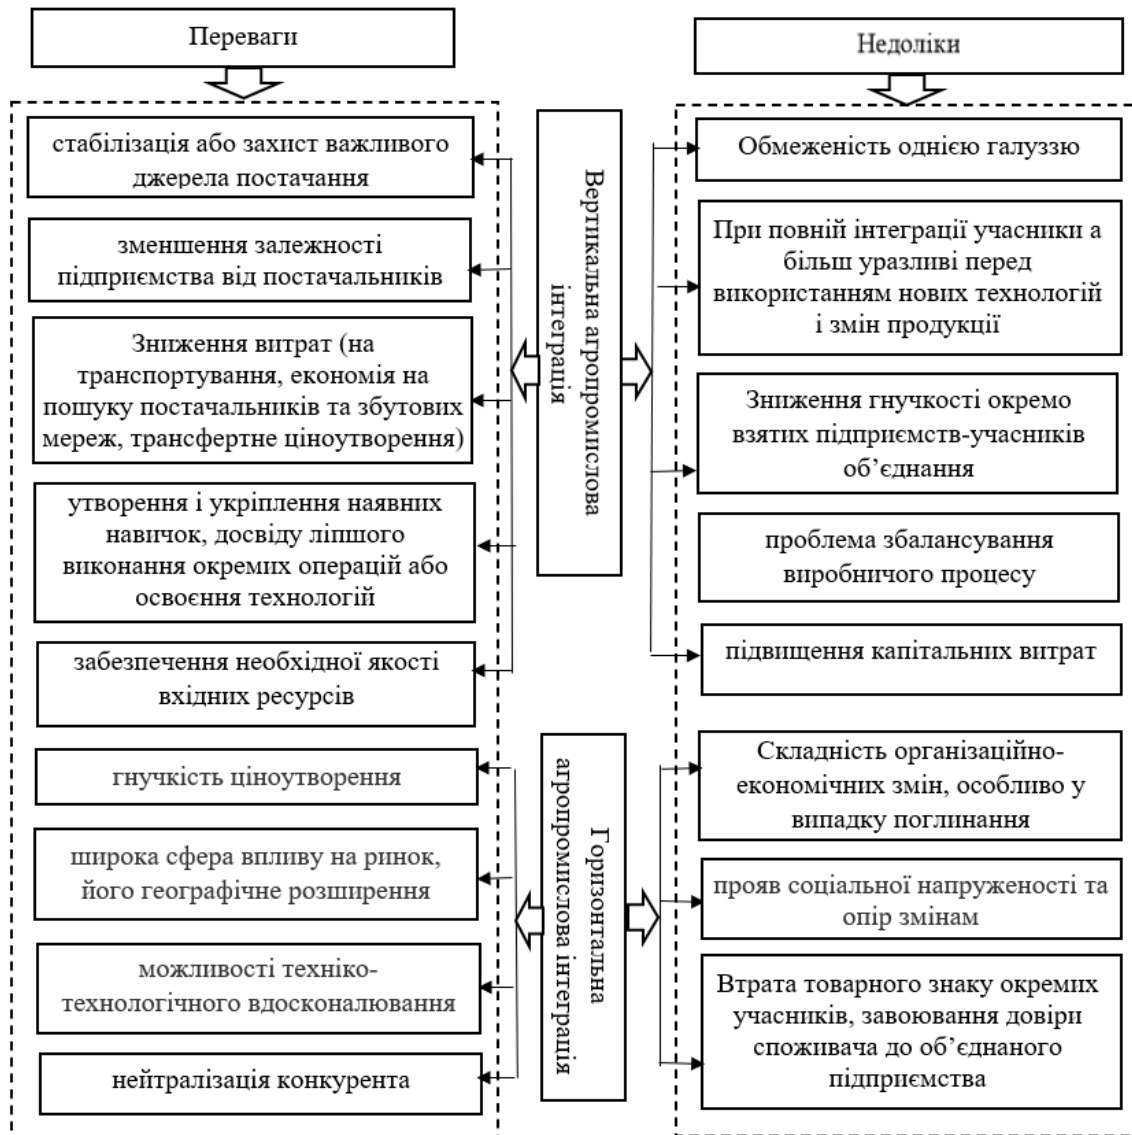 Переваги
Недоліки
стабілізація або захист важливого
джерела постачання
зменшення залежності
підприємства від постачальників
Зниження витрат (на
транспортування, економія на
пошуку постачальників та збутових
мереж, трансфертне ціноутворення)
утворення і укріплення наявних
навичок, досвіду ліпшого
виконання окремих операцій або
освоєння технологій
забезпечення необхідної якості
вхідних ресурсів
Вертикальна агропромислова
інтеграція
Обмеженість однією галуззю
При повній інтеграції учасники а
більш уразливі перед
використанням нових технологій
і змін продукції
Зниження гнучкості окремо
взятих підприємств-учасників
об’єднання
проблема збалансування
виробничого процесу
підвищення капітальних витрат
гнучкість ціноутворення
широка сфера впливу на ринок,
його географічне розширення
можливості техніко-
технологічного вдосконалювання
нейтралізація конкурента
Горизонтальна
агропромислова інтеграція
Складність організаційно-
економічних змін, особливо у
випадку поглинання
прояв соціальної напруженості та
опір змінам
Втрата товарного знаку окремих
учасників, завоювання довіри
споживача до об’єднаного
підприємства